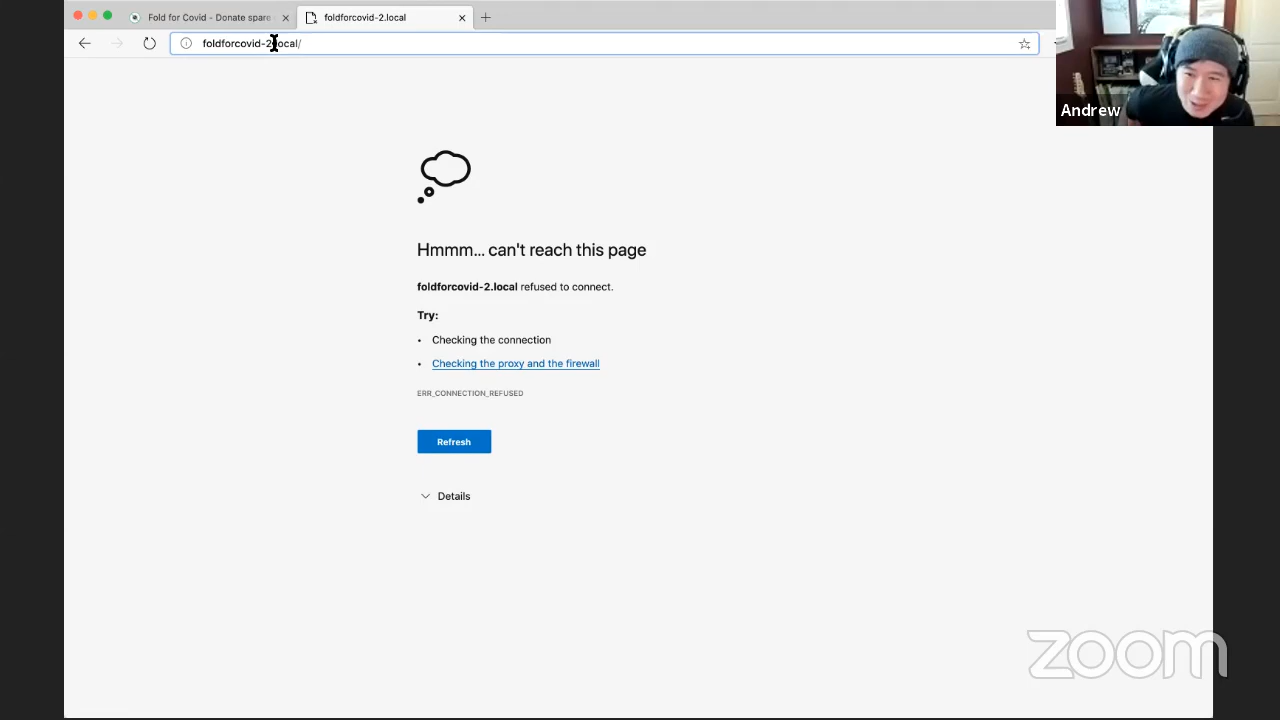 Fold for Covid - Donate spare
foldforcovid-2.local
foldforcovid-2.local/
Andrew
Hmmm... can't reach this page
foldforcovid-2.local refused to connect.
Try:
• Checking the connection
• Checking the proxy and the firewall
ERR_CONNECTION_REFUSED
Refresh
Details
zoom